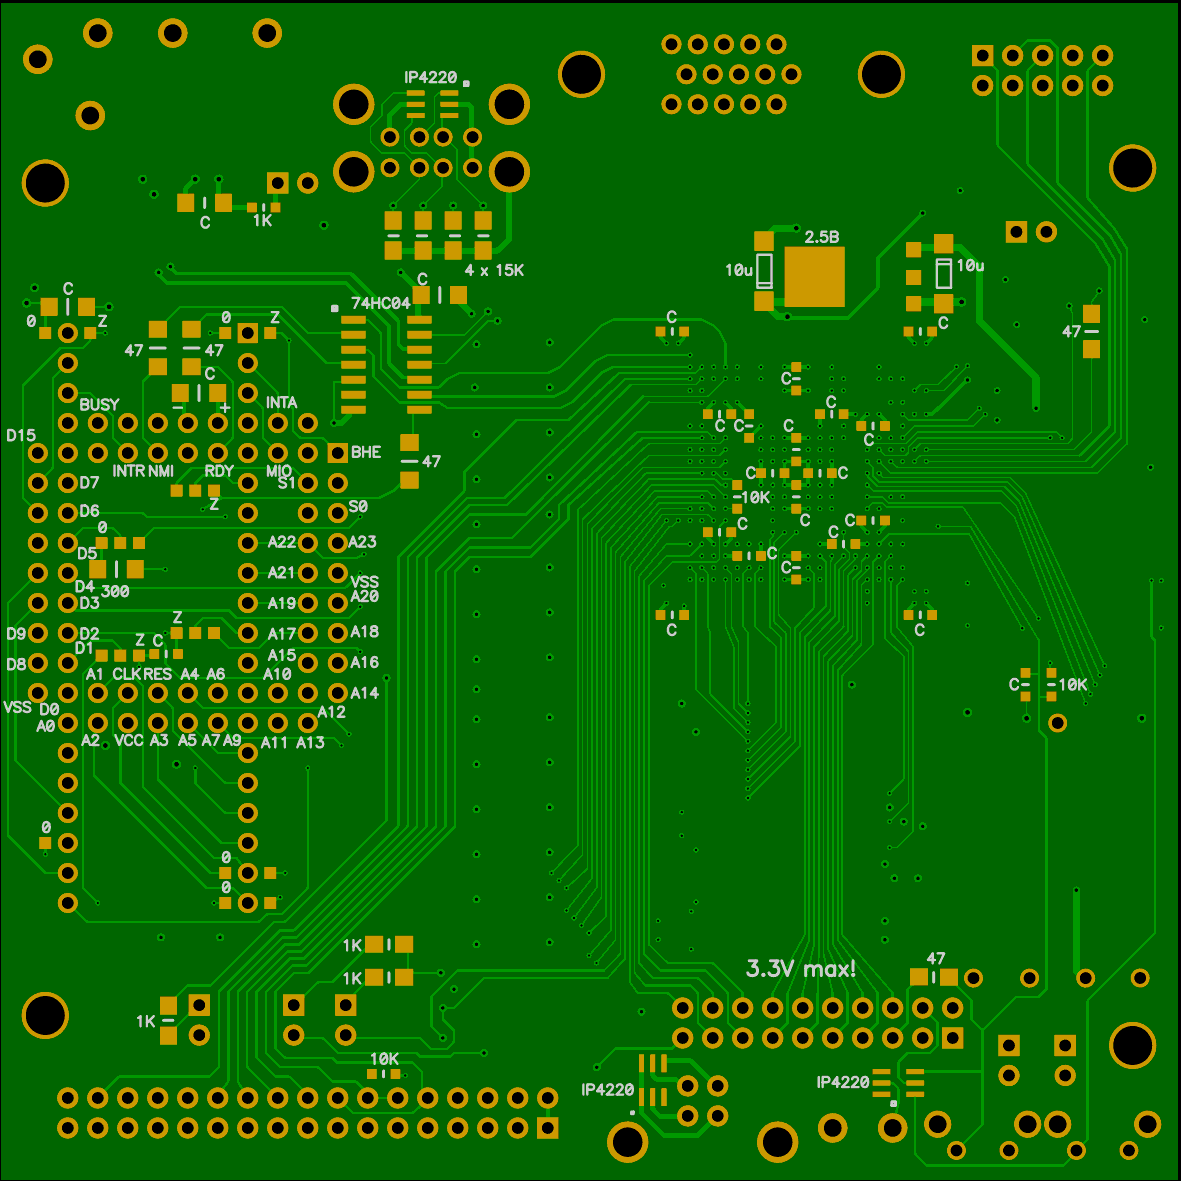 IP4220
C
1K
4 x 15K
2.5B
10u
10u
C
C
74HC04
0
Z
0
Z
C
47
47
47
C
C
BUSY
-
+
INTA
C
C
C
C
D15
BHE
C
INTR
NMI
RDY
MIO
47
C
C
D7
S1
10K
Z
D6
S0
C
C
C
0
A22
A23
D5
C
C
A21
D4
300
VSS
A20
D3
A19
C
C
D9
D2
Z
A17
A18
D1
Z
C
A15
D8
A16
A1
CLK
RES
A4
A6
A10
C
10K
A14
VSS
D0
A12
A0
A2
VCC
A3
A5
A7
A9
A11
A13
0
0
0
1K
47
3.3V max!
1K
1K
10K
IP4220
IP4220